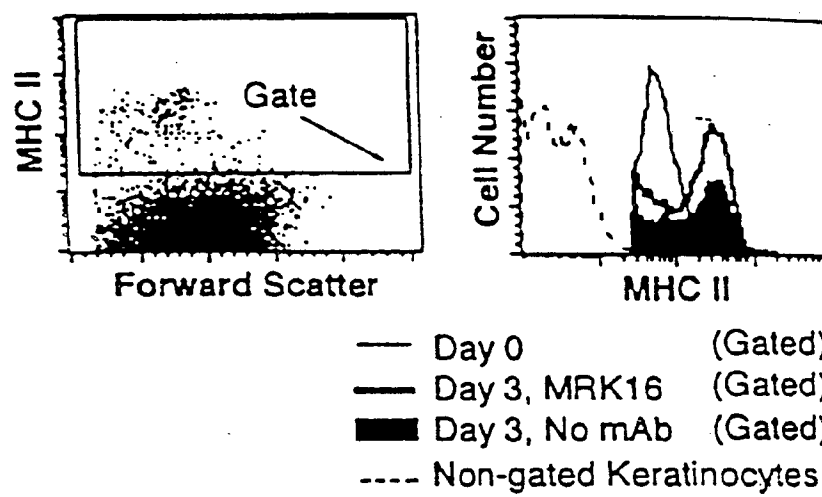 MHC II
Gate
Forward Scatter
Cell Number
MHC II
Day 0 (Gated)
Day 3, MRK16 (Gated)
Day 3, No mAb (Gated)
Non-gated Keratinocytes